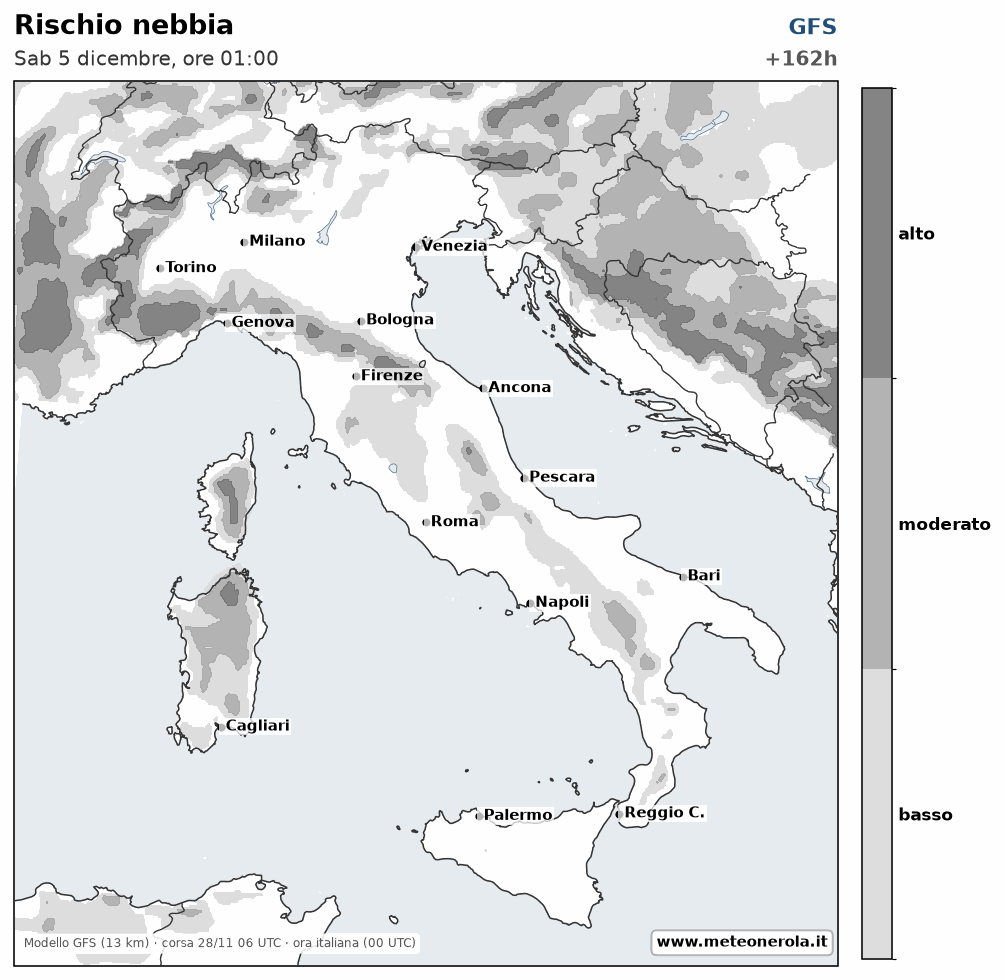 Rischio nebbia
GFS
Sab 5 dicembre, ore 01:00
+162h
alto
moderato
basso
Milano
Venezia
Torino
Genova
Bologna
Firenze
Ancona
Pescara
Roma
Bari
Napoli
Cagliari
Palermo
Reggio C.
Modello GFS (13 km) · corsa 28/11 06 UTC · ora italiana (00 UTC)
www.meteonerola.it